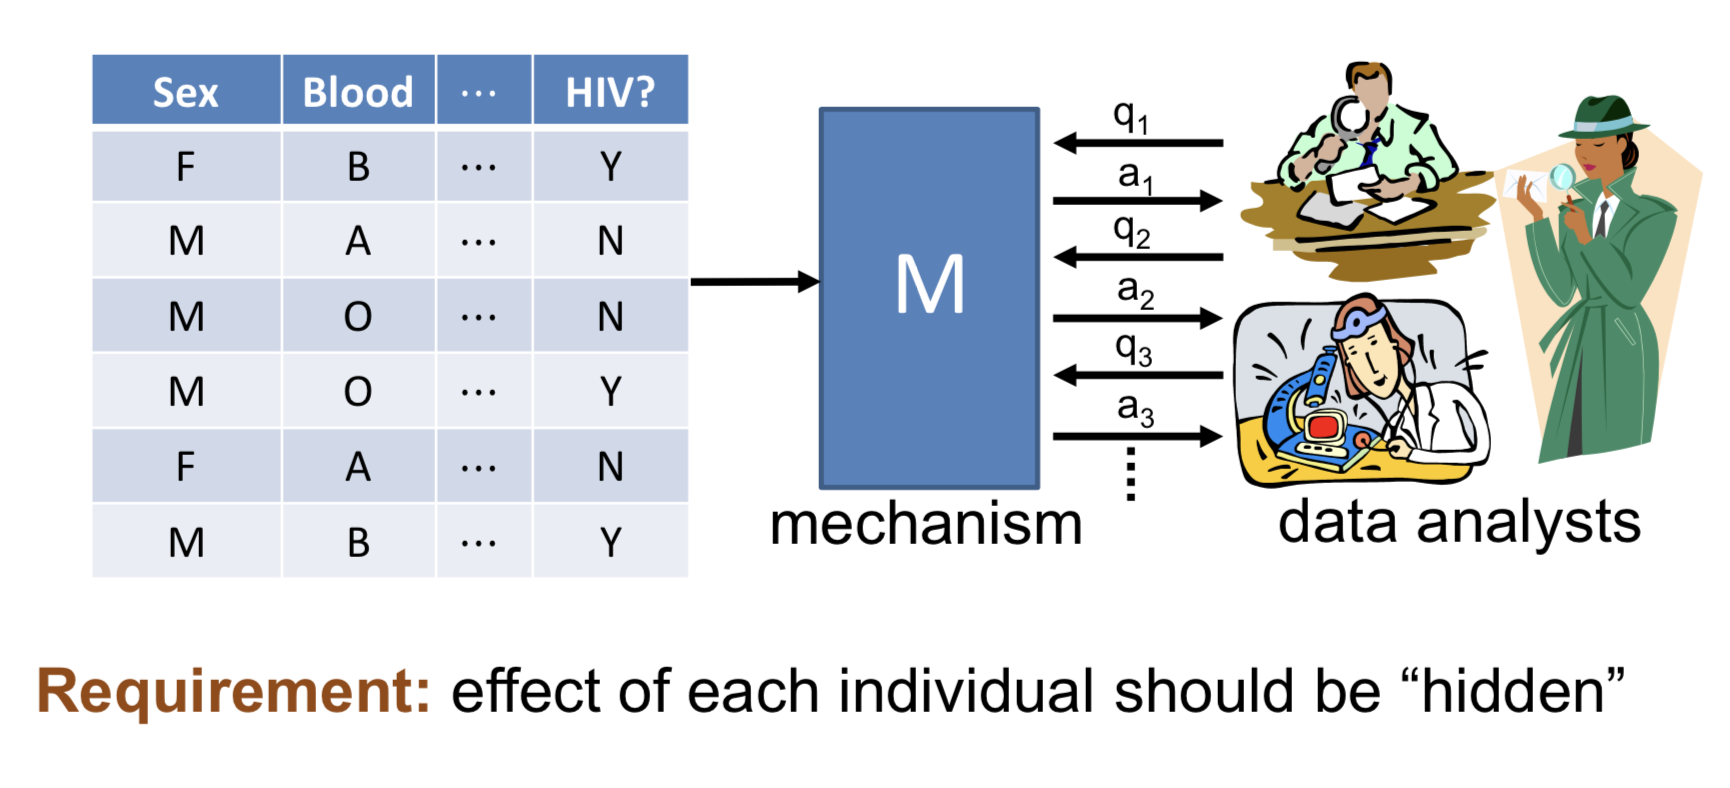 Sex Blood ... HIV?
F B ... Y
M A ... N
M O ... N
M O ... Y
F A ... N
M B ... Y
M
q1
a1
q2
a2
q3
a3
mechanism
data analysts
Requirement: effect of each individual should be “hidden”